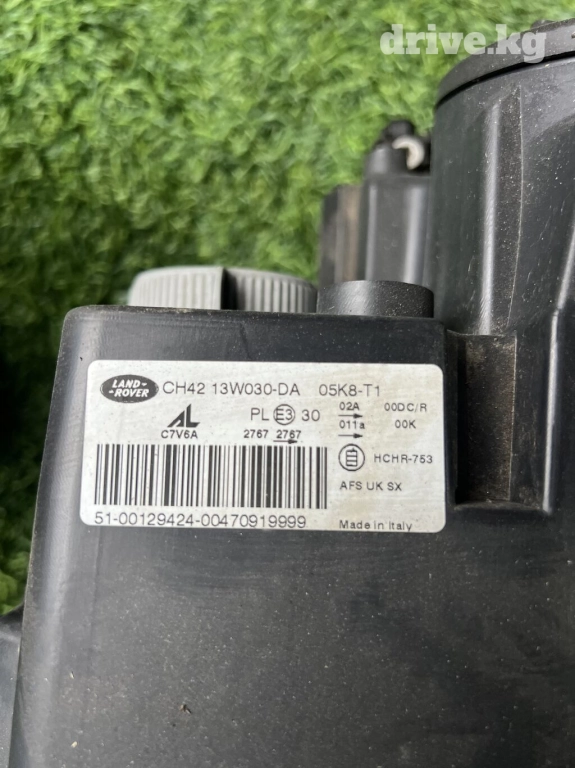 drive.kg
LAND-ROVER CH42 13W030-DA 05K8-T1
AL PL E3 30 02A 00DC/R
C7V6A 2767 2767 011a 00K
HCHR-753
AFS UK SX
51-00129424-00470919999 Made in Italy